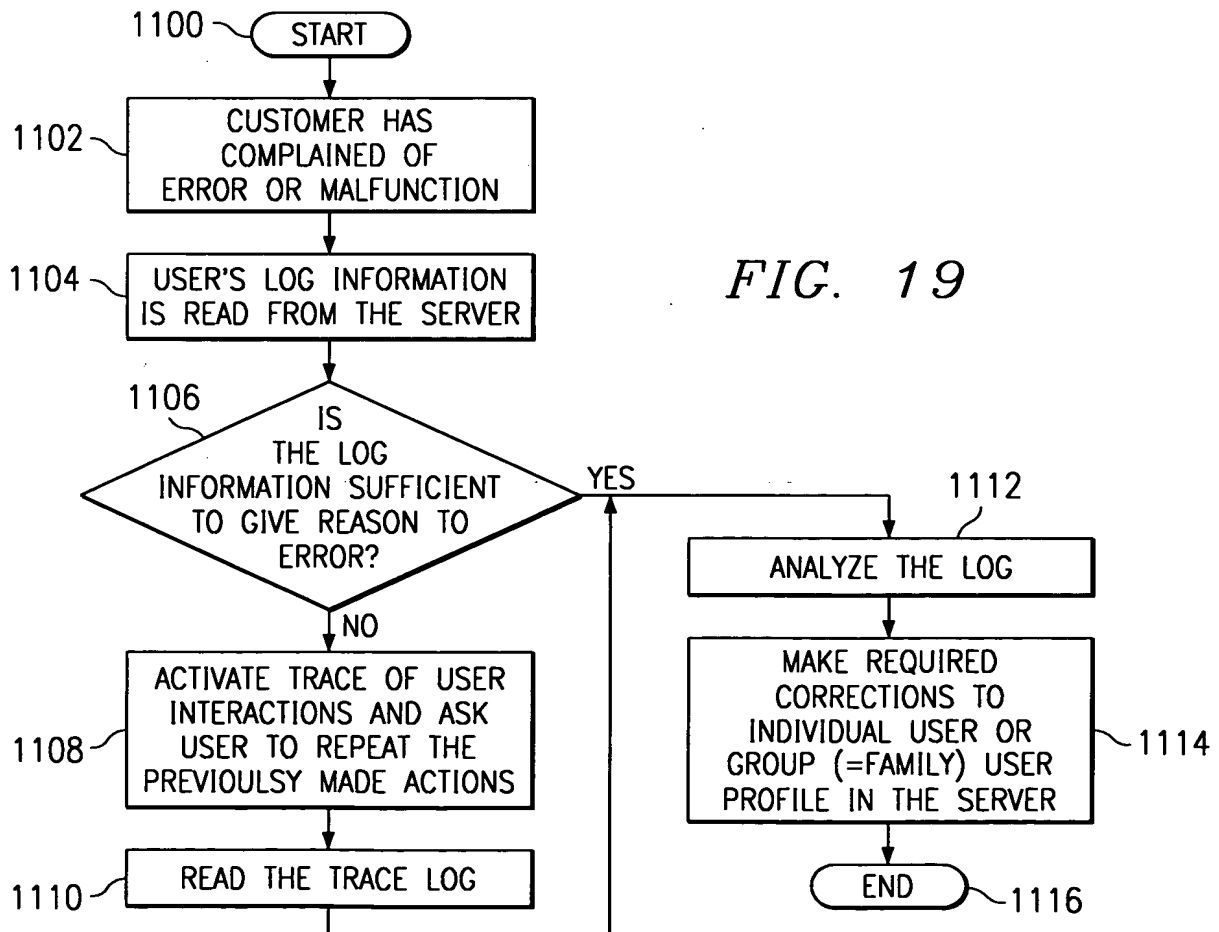 1100
START
1102
CUSTOMER HAS
COMPLAINED OF
ERROR OR MALFUNCTION
1104
USER'S LOG INFORMATION
IS READ FROM THE SERVER
FIG. 19
1106
IS
THE LOG
INFORMATION SUFFICIENT
TO GIVE REASON TO
ERROR?
YES
NO
1108
ACTIVATE TRACE OF USER
INTERACTIONS AND ASK
USER TO REPEAT THE
PREVIOULSY MADE ACTIONS
1110
READ THE TRACE LOG
1112
ANALYZE THE LOG
MAKE REQUIRED
CORRECTIONS TO
INDIVIDUAL USER OR
GROUP (=FAMILY) USER
PROFILE IN THE SERVER
1114
END
1116